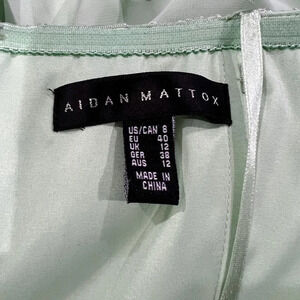 AIDAN MATTOX
US/CAN 8
EU 40
UK 12
GER 38
AUS 12
MADE IN
CHINA